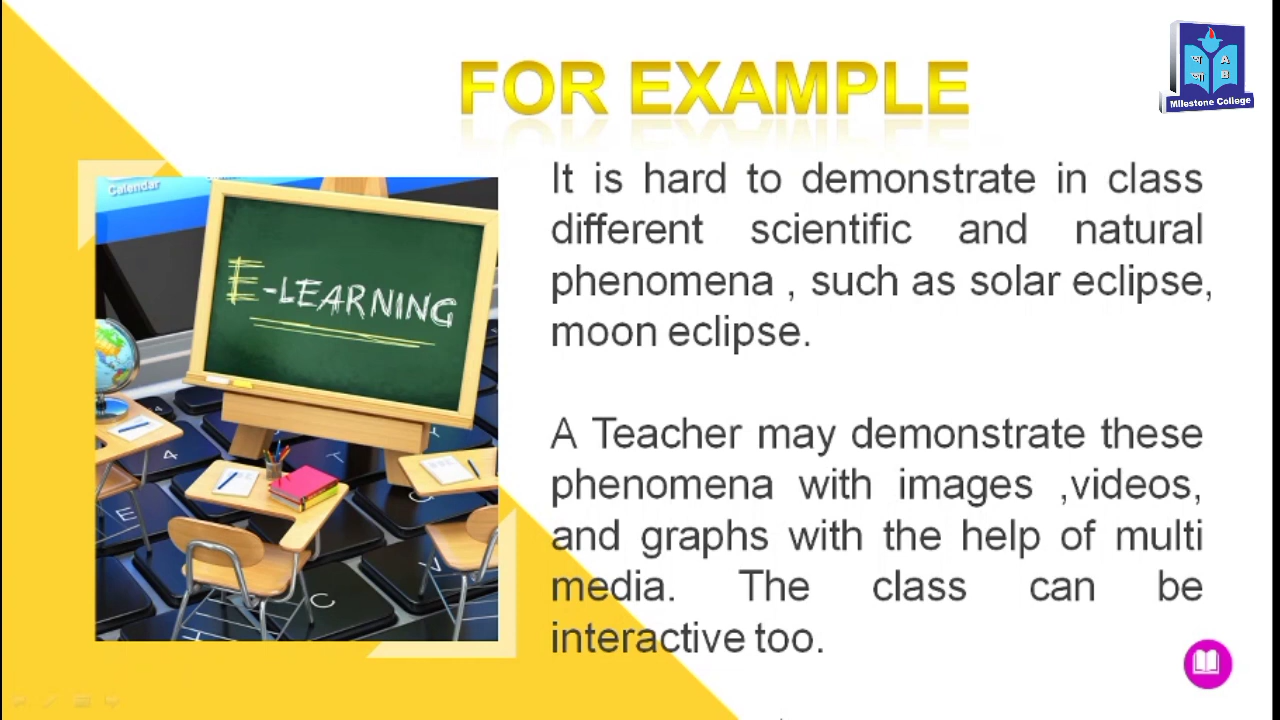 FOR EXAMPLE
অ A
আ B
Milestone College
It is hard to demonstrate in class
different scientific and natural
phenomena , such as solar eclipse,
moon eclipse.
A Teacher may demonstrate these
phenomena with images ,videos,
and graphs with the help of multi
media. The class can be
interactive too.
Calendar
E-LEARNING
4
T
E
V
C
H